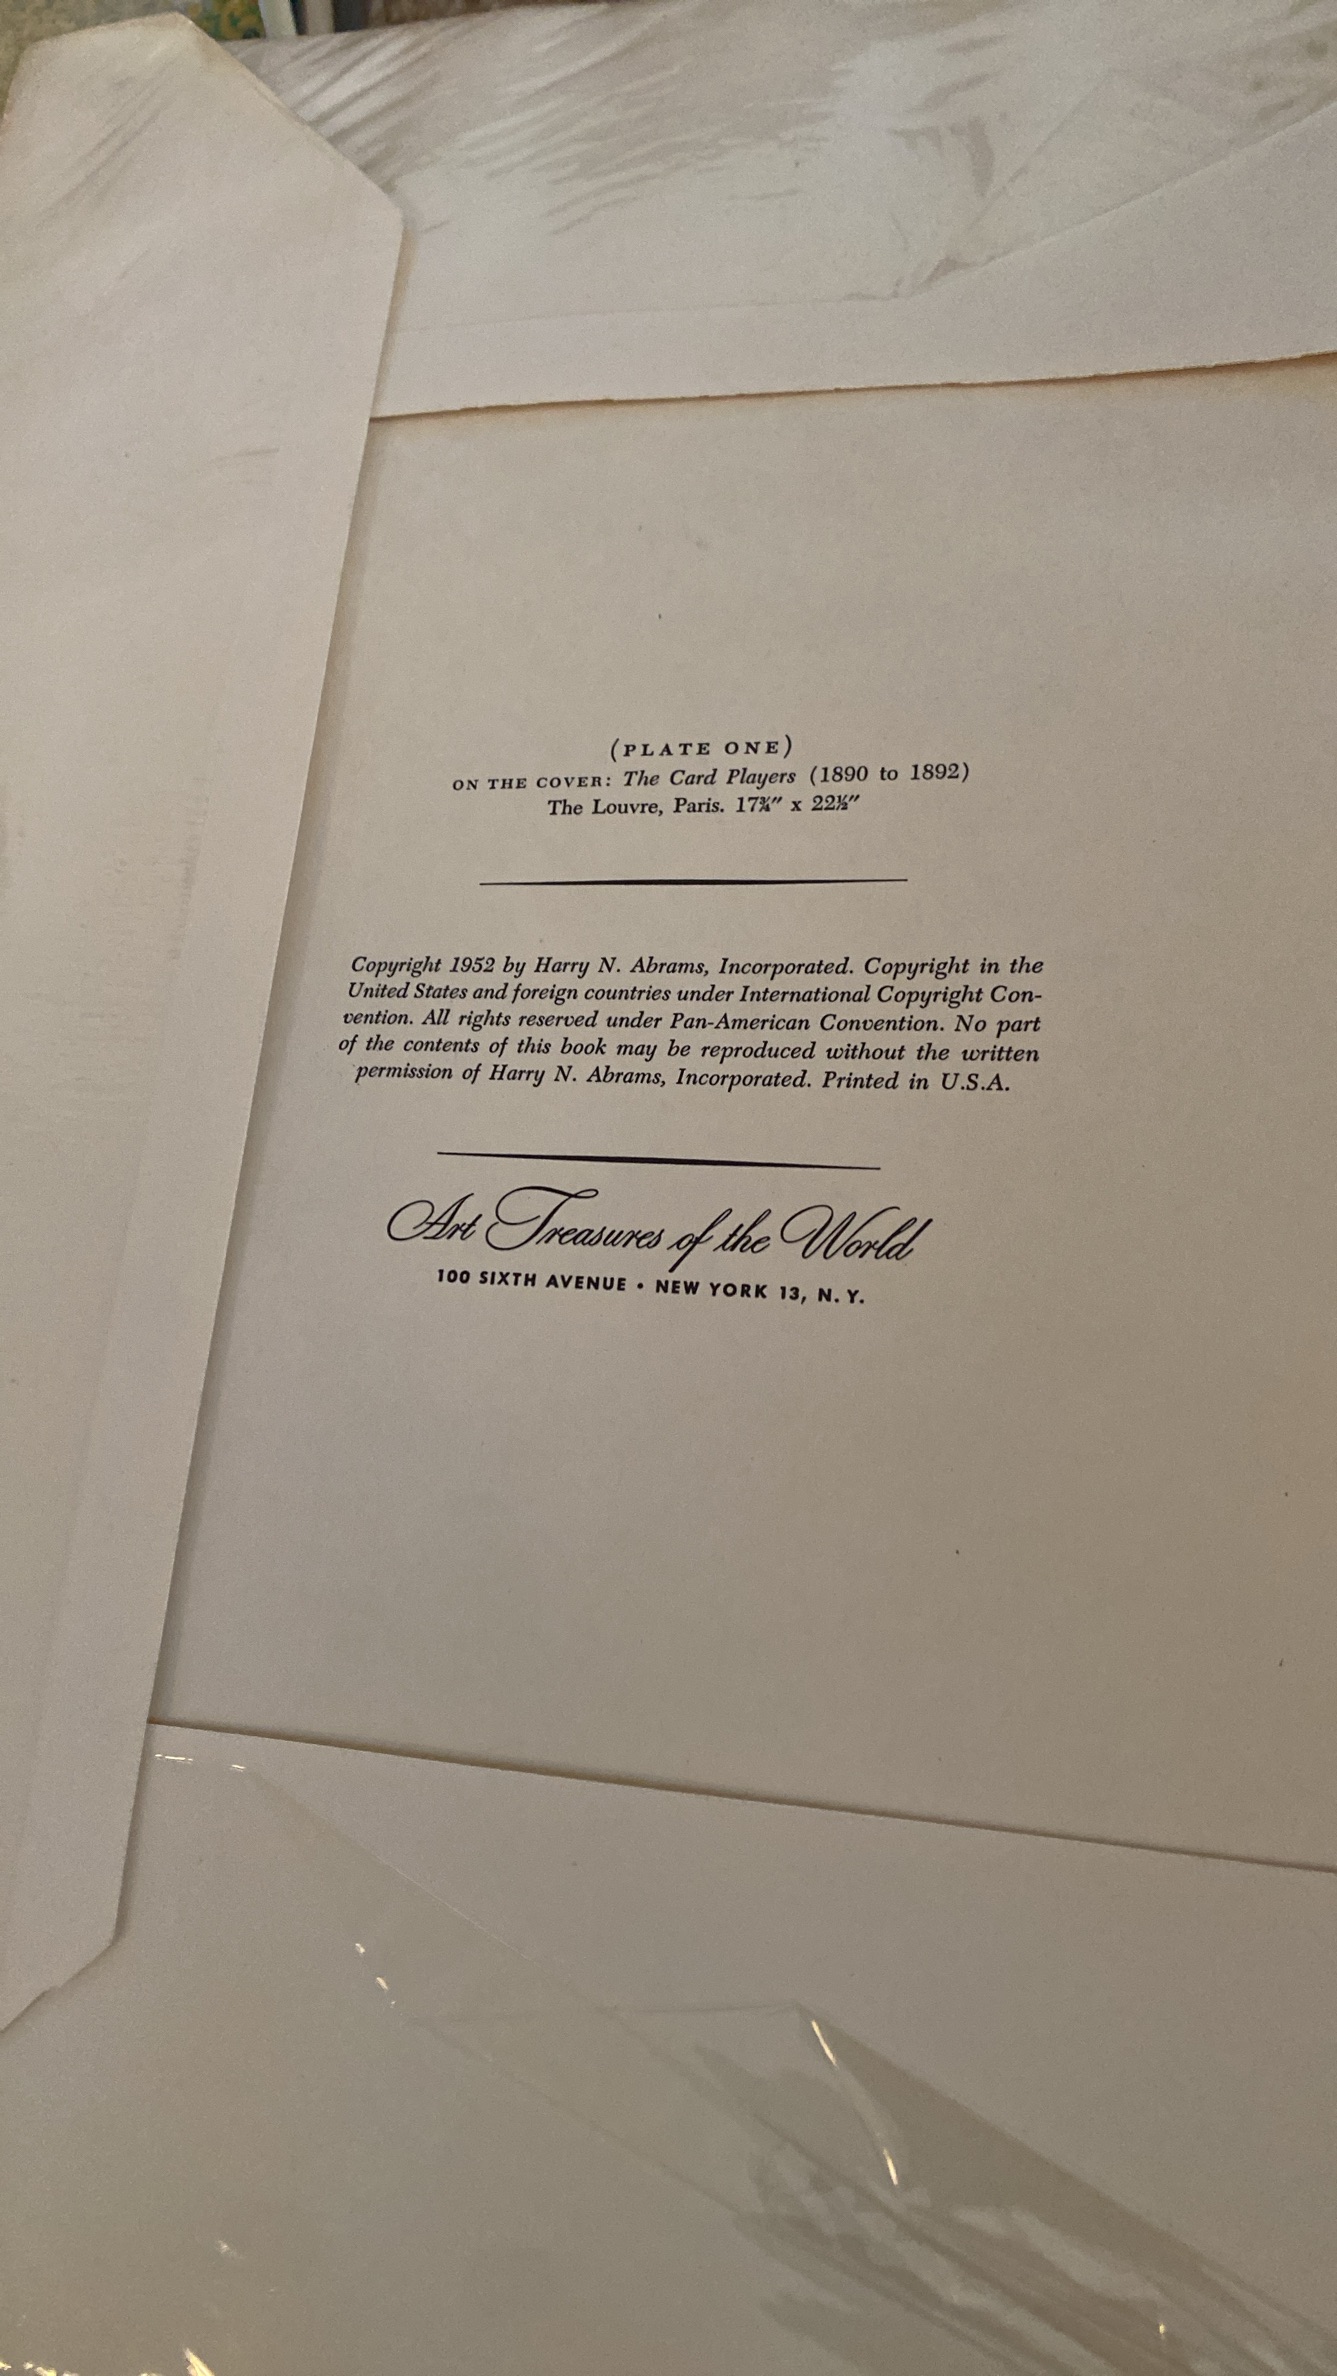 (PLATE ONE)
ON THE COVER: The Card Players (1890 to 1892)
The Louvre, Paris. 17¾″ x 22½″
Copyright 1952 by Harry N. Abrams, Incorporated. Copyright in the
United States and foreign countries under International Copyright Con-
vention. All rights reserved under Pan-American Convention. No part
of the contents of this book may be reproduced without the written
permission of Harry N. Abrams, Incorporated. Printed in U.S.A.
Art Treasures of the World
100 SIXTH AVENUE • NEW YORK 13, N. Y.